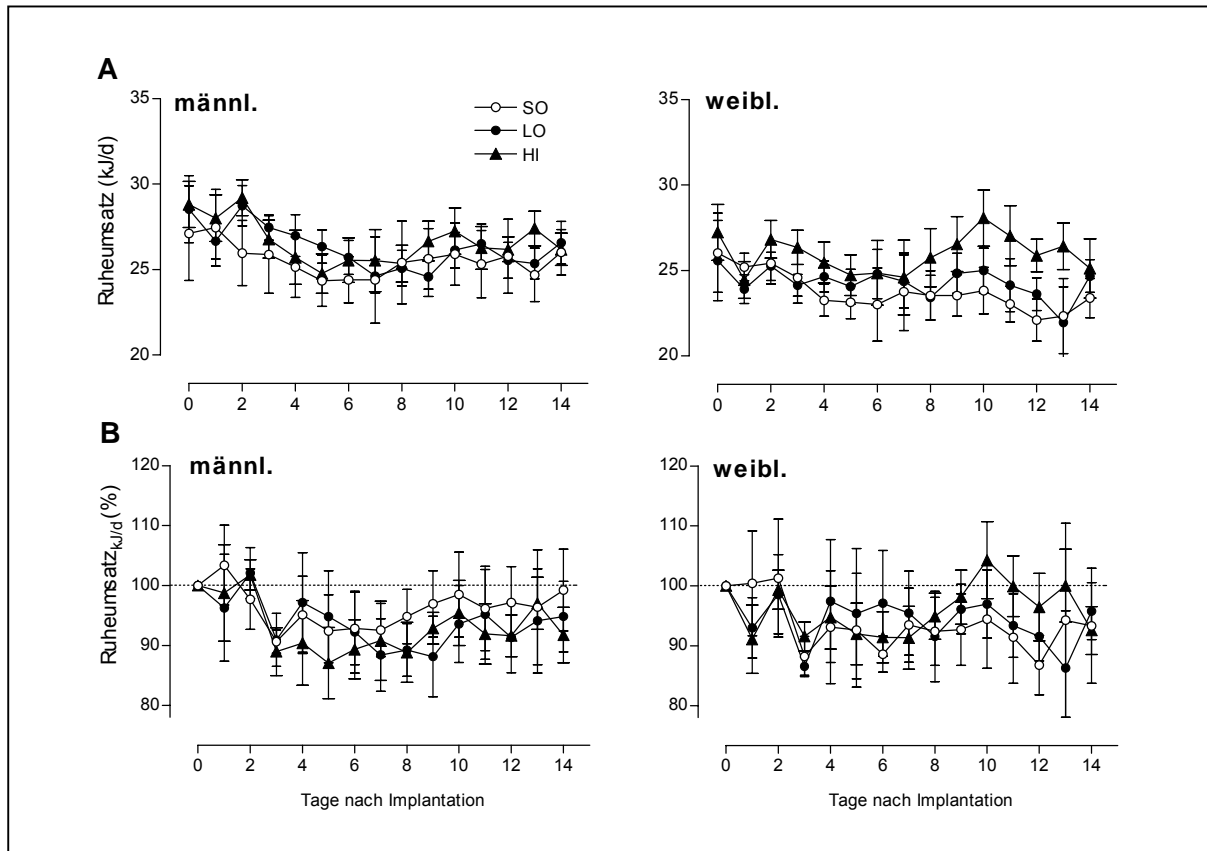 A
männl.
SO
LO
HI
Ruheumsatz (kJ/d)
35
30
25
20
0 2 4 6 8 10 12 14
weibl.
35
30
25
20
0 2 4 6 8 10 12 14
B
männl.
Ruheumsatz kJ/d (%)
120
110
100
90
80
0 2 4 6 8 10 12 14
Tage nach Implantation
weibl.
120
110
100
90
80
0 2 4 6 8 10 12 14
Tage nach Implantation